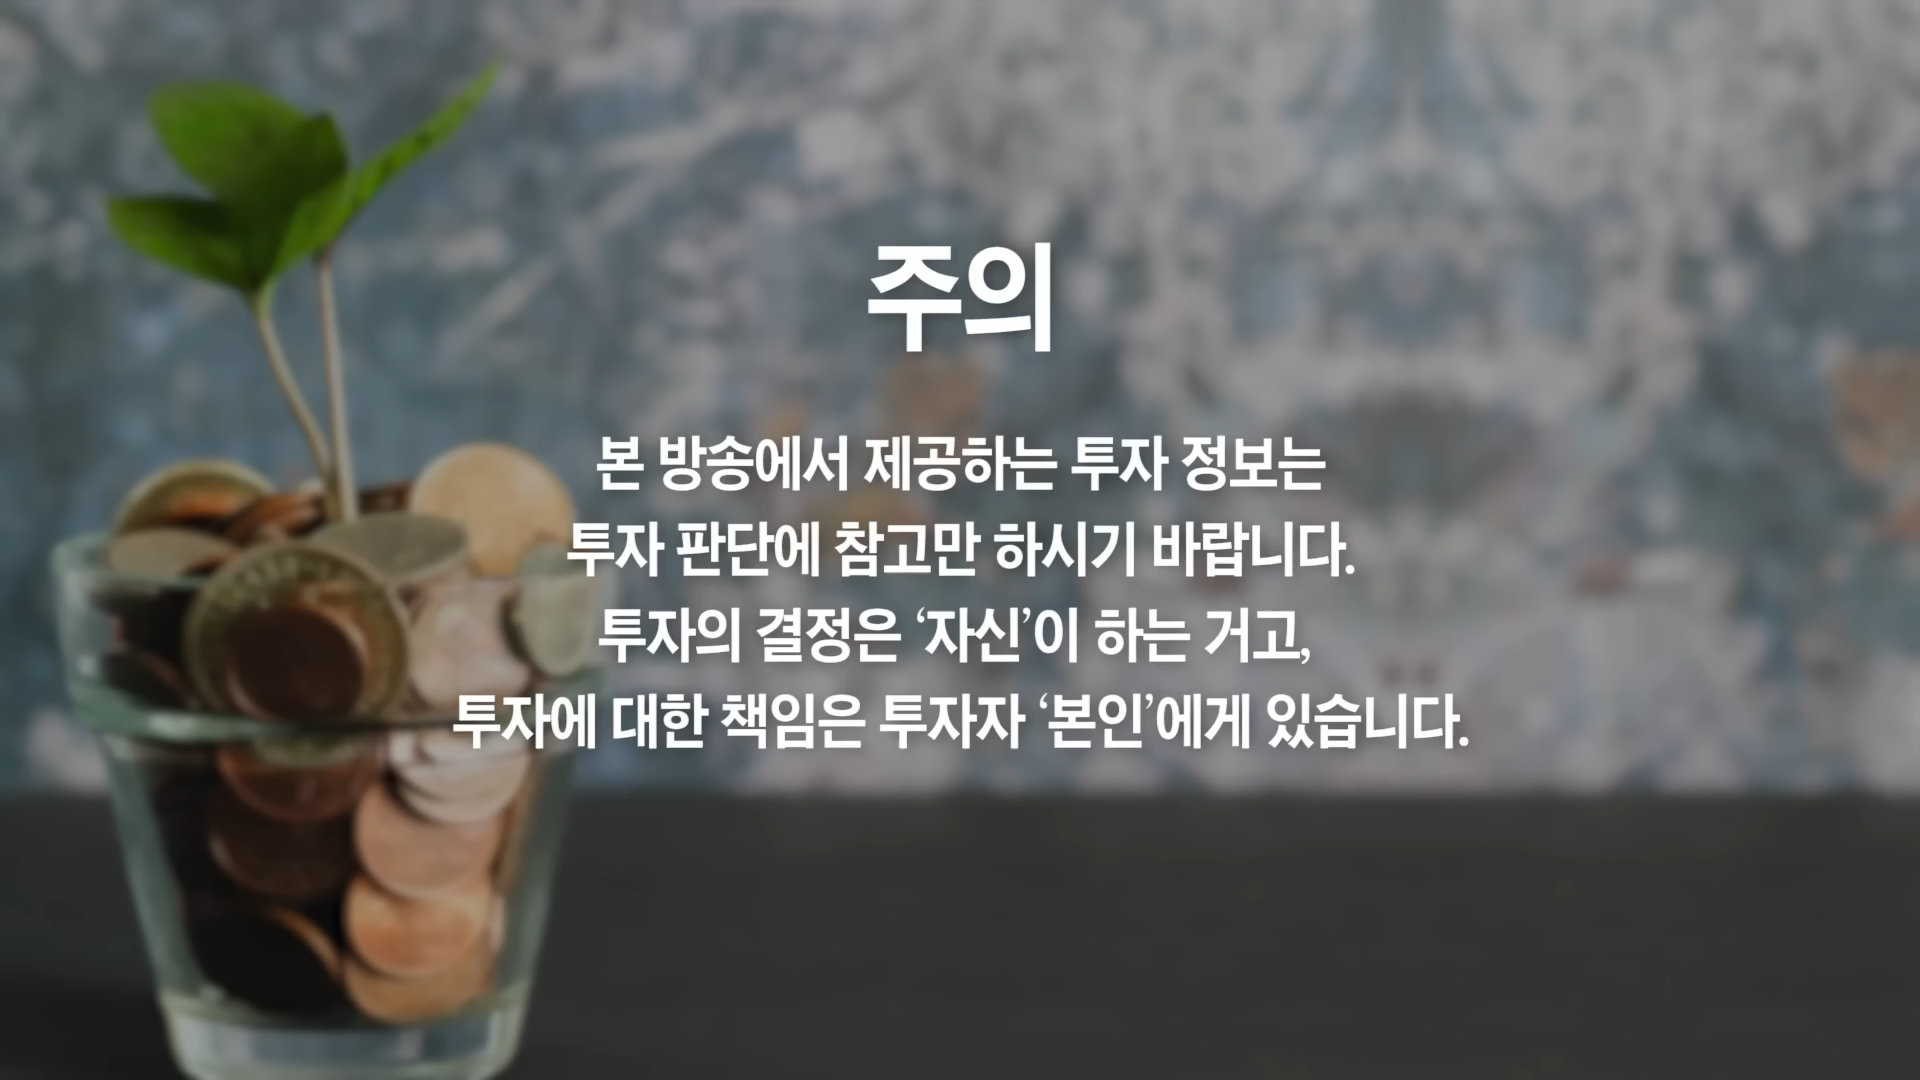 주의
본 방송에서 제공하는 투자 정보는
투자 판단에 참고만 하시기 바랍니다.
투자의 결정은 ‘자신’이 하는 거고,
투자에 대한 책임은 투자자 ‘본인’에게 있습니다.